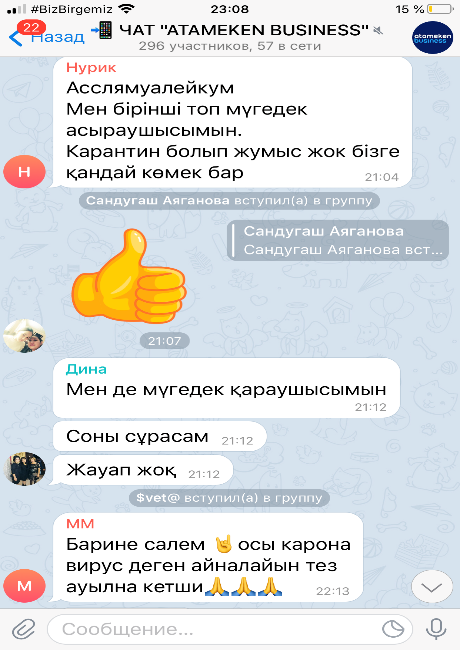 #BizBirgemiz 23:08 15 %
22 Назад ЧАТ "ATAMEKEN BUSINESS"
296 участников, 57 в сети
atameken
business
Нурик
Асслямуалейкум
Мен бірінші топ мүгедек
асыраушысымын.
Карантин болып жумыс жок бізге
қандай көмек бар
21:04
Н
Сандугаш Аяганова вступил(а) в группу
Сандугаш Аяганова
Сандугаш Аяганова вст...
21:07
Дина
Мен де мүгедек қараушысымын
21:12
Соны сұрасам 21:12
Жауап жоқ 21:12
$vet@ вступил(а) в группу
ММ
Барине салем 🤘осы карона
вирус деген айналайын тез
ауылна кетши🙏🙏🙏 22:13
М
Сообщение...